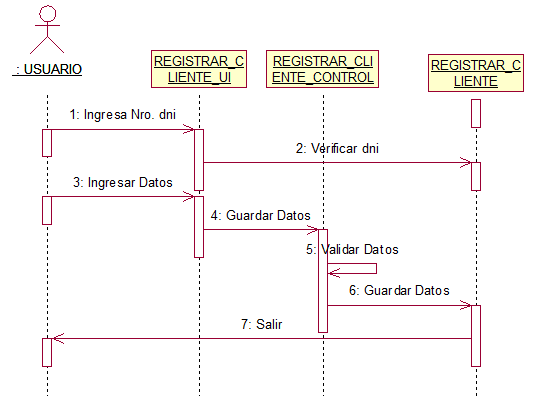 : USUARIO
REGISTRAR_C
LIENTE_UI
REGISTRAR_CLI
ENTE_CONTROL
REGISTRAR_C
LIENTE
1: Ingresa Nro. dni
2: Verificar dni
3: Ingresar Datos
4: Guardar Datos
5: Validar Datos
6: Guardar Datos
7: Salir